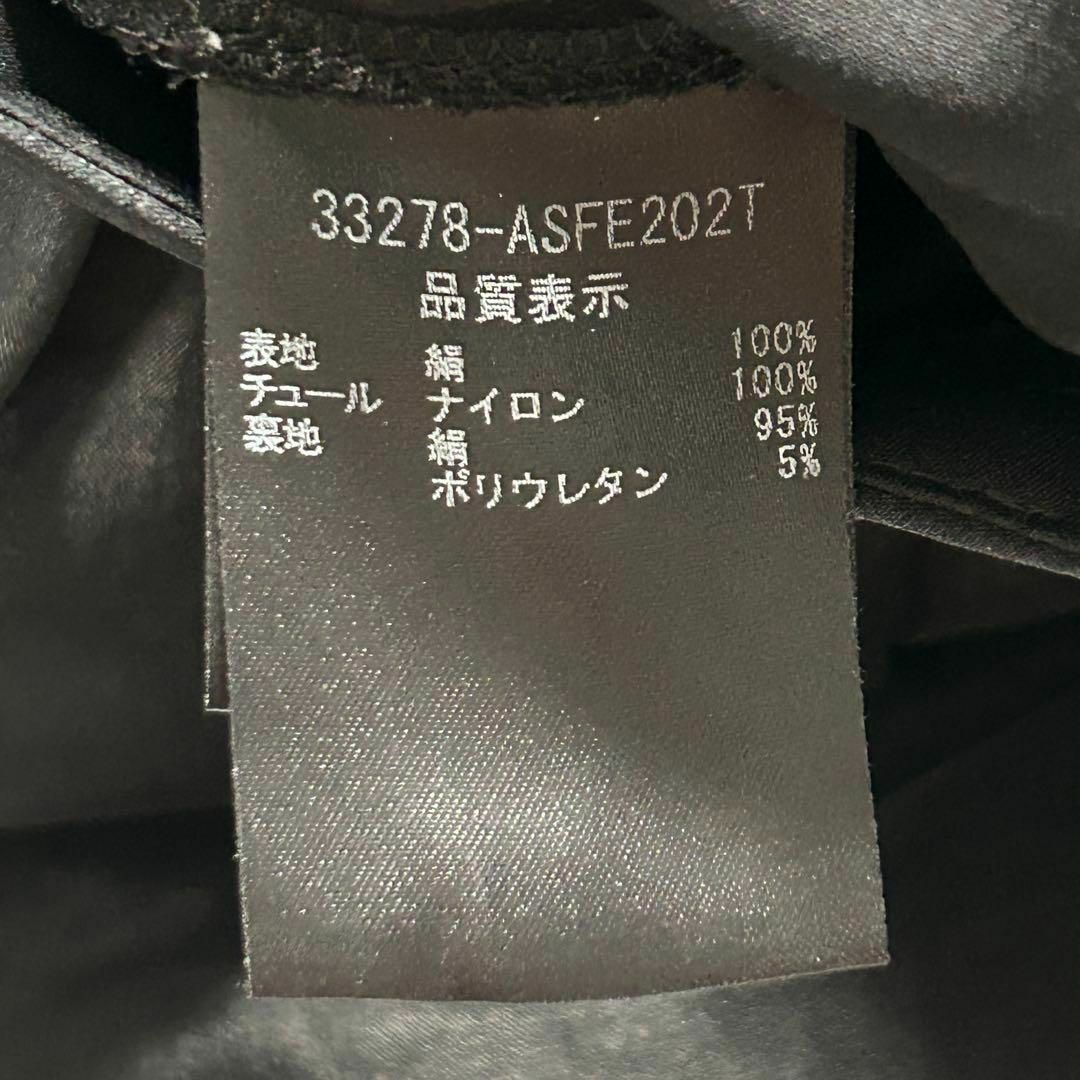 33278-ASFE202T
品質表示
表地 絹 100%
チュール ナイロン 100%
裏地 絹 95%
ポリウレタン 5%